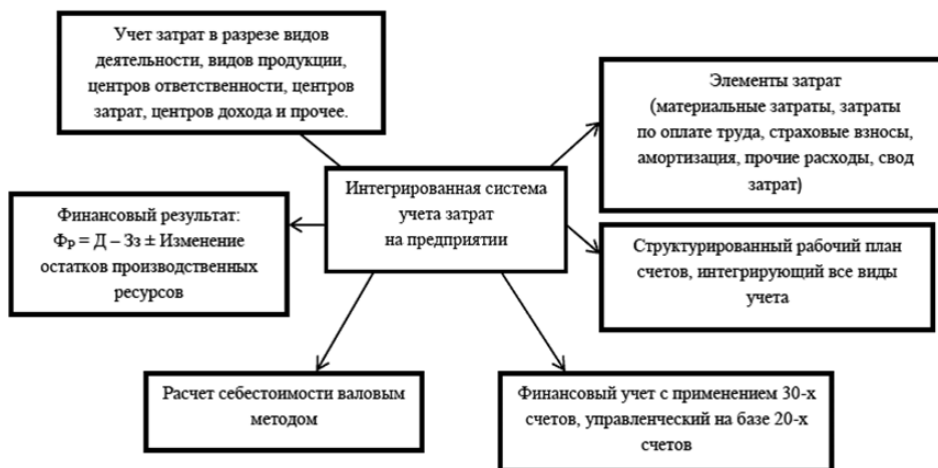 Учет затрат в разрезе видов
деятельности, видов продукции,
центров ответственности, центров
затрат, центров дохода и прочее.
Элементы затрат
(материальные затраты, затраты
по оплате труда, страховые взносы,
амортизация, прочие расходы, свод
затрат)
Интегрированная система
учета затрат
на предприятии
Финансовый результат:
Фр = Д – Зз ± Изменение
остатков производственных
ресурсов
Структурированный рабочий план
счетов, интегрирующий все виды
учета
Расчет себестоимости валовым
методом
Финансовый учет с применением 30-х
счетов, управленческий на базе 20-х
счетов